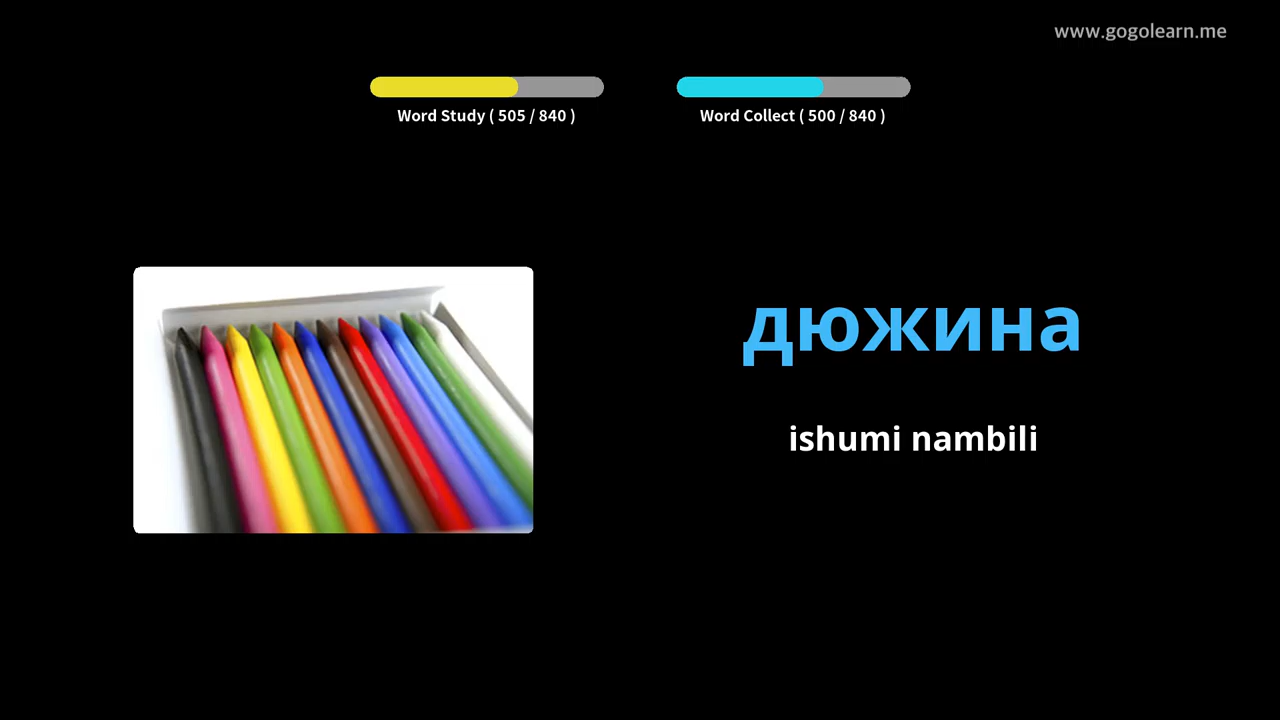 www.gogolearn.me
Word Study ( 505 / 840 )
Word Collect ( 500 / 840 )
дюжина
ishumi nambili